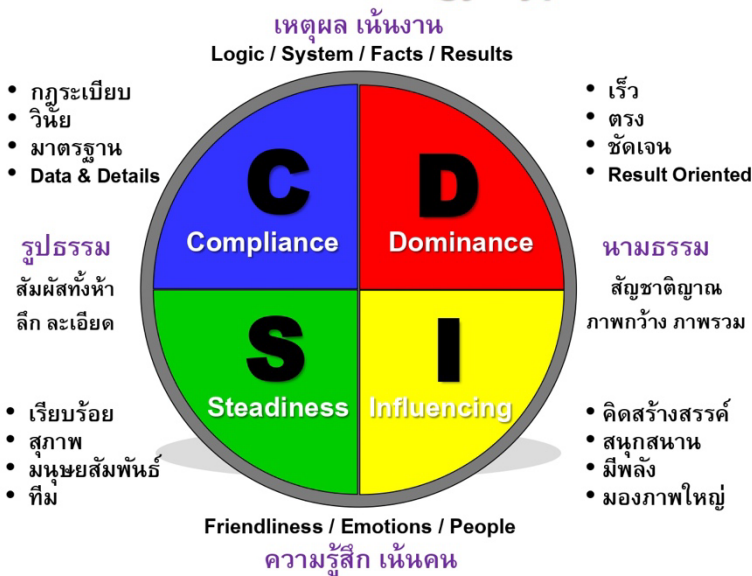 เหตุผล เน้นงาน
Logic / System / Facts / Results
• กฎระเบียบ
• วินัย
• มาตรฐาน
• Data & Details
• เร็ว
• ตรง
• ชัดเจน
• Result Oriented
C
Compliance
D
Dominance
รูปธรรม
สัมผัสทั้งห้า
ลึก ละเอียด
นามธรรม
สัญชาติญาณ
ภาพกว้าง ภาพรวม
S
Steadiness
I
Influencing
• เรียบร้อย
• สุภาพ
• มนุษยสัมพันธ์
• ทีม
• คิดสร้างสรรค์
• สนุกสนาน
• มีพลัง
• มองภาพใหญ่
Friendliness / Emotions / People
ความรู้สึก เน้นคน